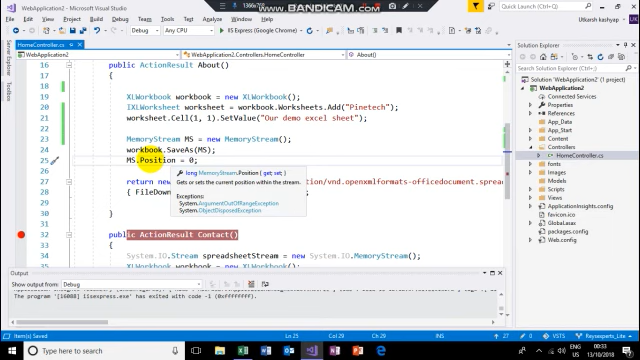 WebApplication2 - Microsoft Visual Studio
1366x768
www.BANDICAM.com
File Edit View Project Build Debug Team Tools Test Analyze Window Help
Utkarsh kashyap
Debug Any CPU IIS Express (Google Chrome)
HomeController.cs
WebApplication2
WebApplication2.Controllers.HomeController
About()
16 public ActionResult About()
17 {
18
19 XLWorkbook workbook = new XLWorkbook();
20 IXLWorksheet worksheet = workbook.Worksheets.Add("Pinetech");
21 worksheet.Cell(1, 1).SetValue("Our demo excel sheet");
22
23 MemoryStream MS = new MemoryStream();
24 workbook.SaveAs(MS);
25 MS.Position = 0;
26
long MemoryStream.Position { get; set; }
Gets or sets the current position within the stream.
Exceptions:
System.ArgumentOutOfRangeException
System.ObjectDisposedException
27 return new
/vnd.openxmlformats-officedocument.spread
28 { FileDown
29
30 }
31
32 public ActionResult Contact()
33 {
34 System.IO.Stream spreadsheetStream = new System.IO.MemoryStream();
35 XLWorkbook workbook = new XLWorkbook();
100 %
Output
Show output from: Debug
The program '[16088] iisexpress.exe' has exited with code -1 (0xffffffff).
Solution Explorer
Search Solution Explorer
Solution 'WebApplication2'
WebApplication2
Connected Services
Properties
References
App_Data
App_Start
Content
Controllers
HomeController.cs
fonts
Models
Scripts
Views
ApplicationInsights.config
favicon.ico
Global.asax
packages.config
Web.config
Item(s) Saved
Ln 25
Col 29
Ch 29
INS
VSTS
Type here to search
ENG
00:33
13/10/2018